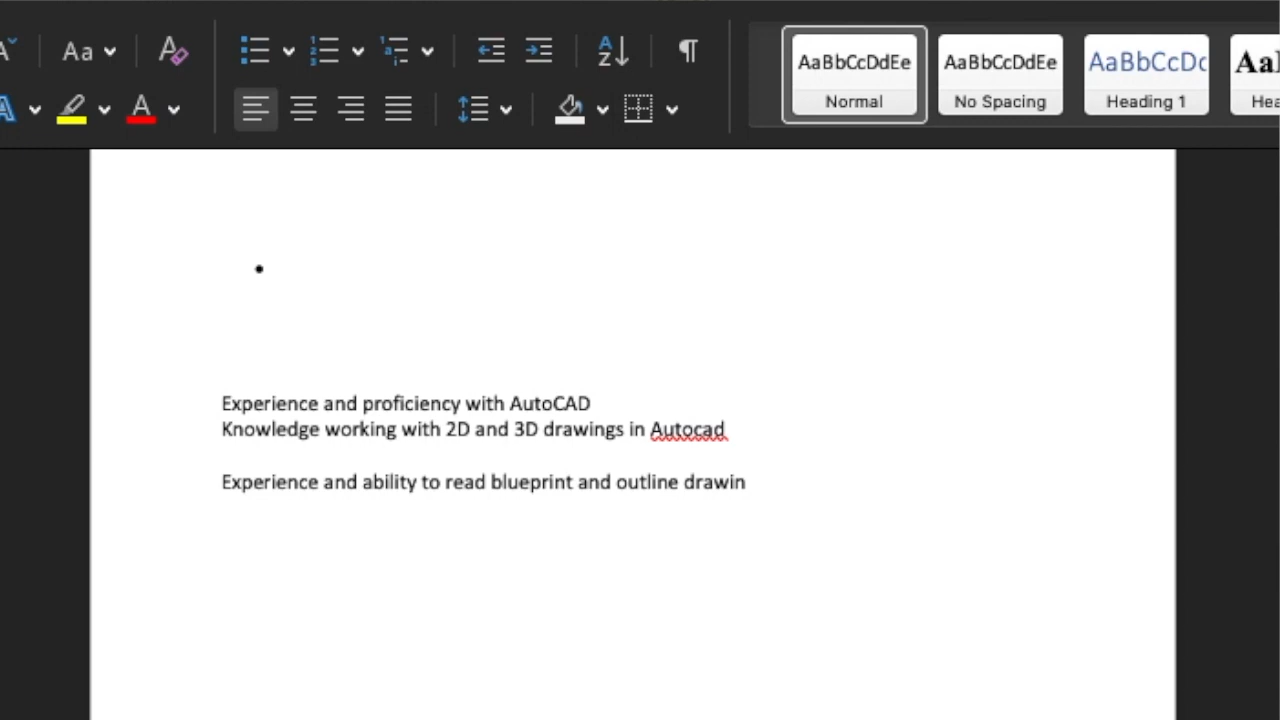 Aa
A
A
Z
AaBbCcDdEe
AaBbCcDdEe
AaBbCcDc
Normal
No Spacing
Heading 1
•
Experience and proficiency with AutoCAD
Knowledge working with 2D and 3D drawings in Autocad
Experience and ability to read blueprint and outline drawin